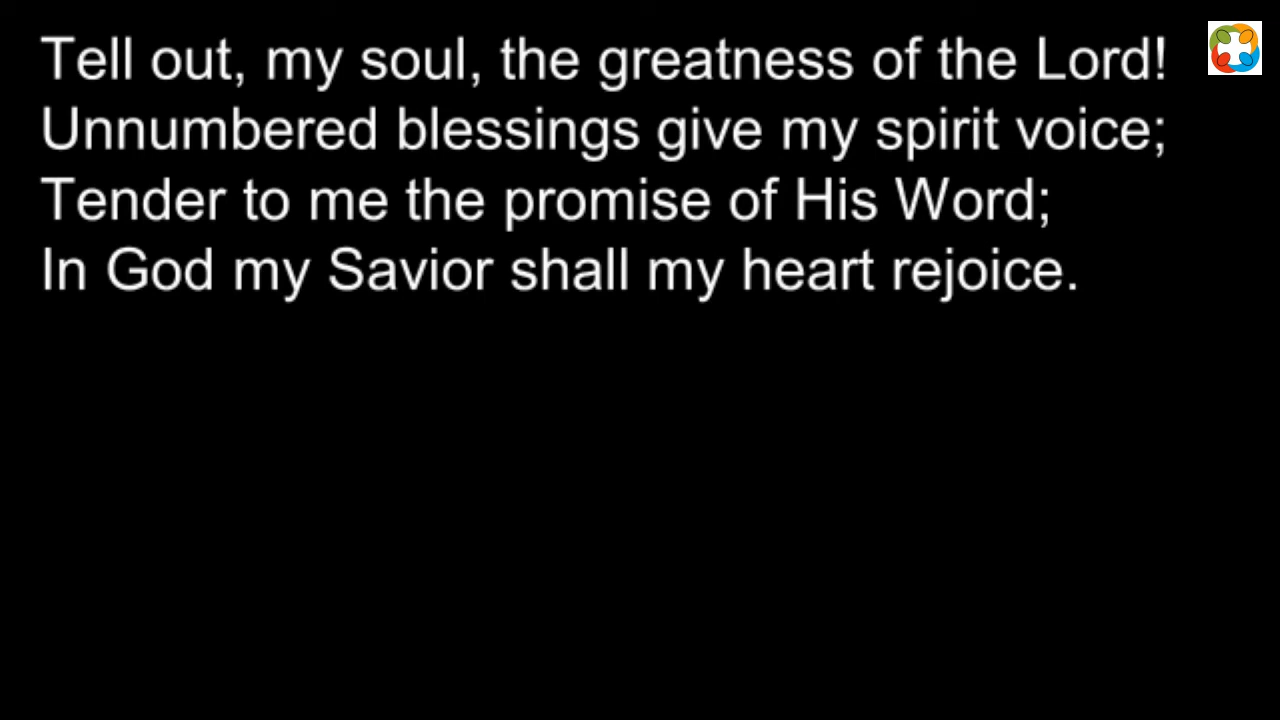 Tell out, my soul, the greatness of the Lord!
Unnumbered blessings give my spirit voice;
Tender to me the promise of His Word;
In God my Savior shall my heart rejoice.